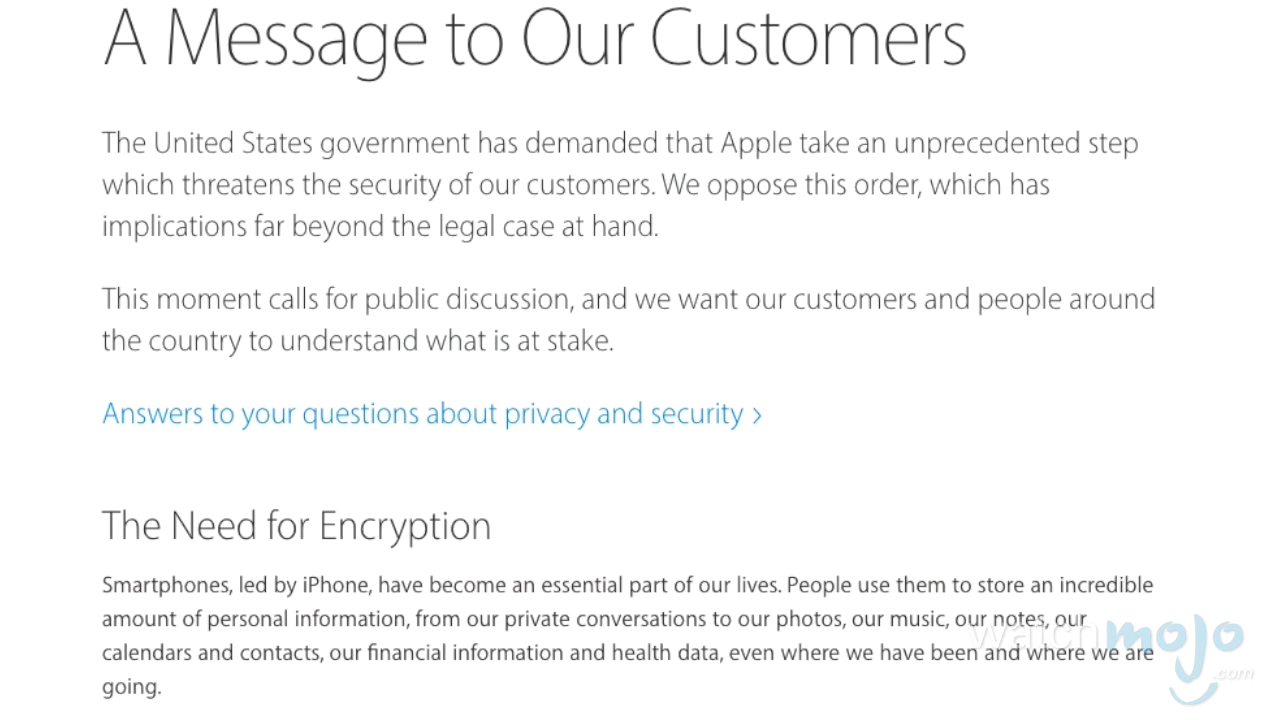 A Message to Our Customers
The United States government has demanded that Apple take an unprecedented step
which threatens the security of our customers. We oppose this order, which has
implications far beyond the legal case at hand.
This moment calls for public discussion, and we want our customers and people around
the country to understand what is at stake.
Answers to your questions about privacy and security >
The Need for Encryption
Smartphones, led by iPhone, have become an essential part of our lives. People use them to store an incredible
amount of personal information, from our private conversations to our photos, our music, our notes, our
calendars and contacts, our financial information and health data, even where we have been and where we are
going.
watchmojo
.com